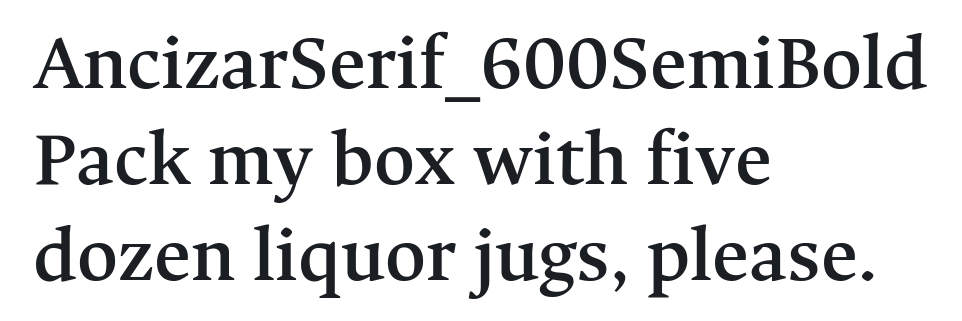 AncizarSerif_600SemiBold
Pack my box with five
dozen liquor jugs, please.